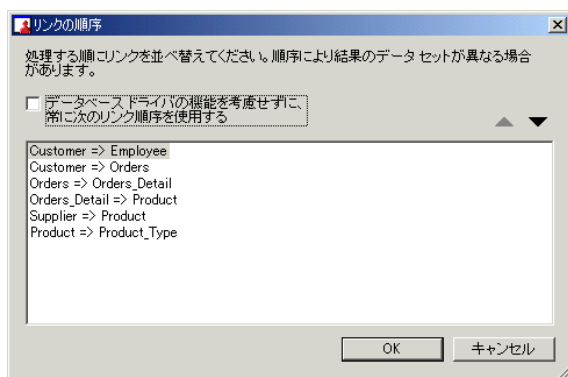 リンクの順序
処理する順にリンクを並べ替えてください。順序により結果のデータ セットが異なる場合
があります。
データベース ドライバの機能を考慮せずに、
常に次のリンク順序を使用する
Customer => Employee
Customer => Orders
Orders => Orders_Detail
Orders_Detail => Product
Supplier => Product
Product => Product_Type
OK
キャンセル